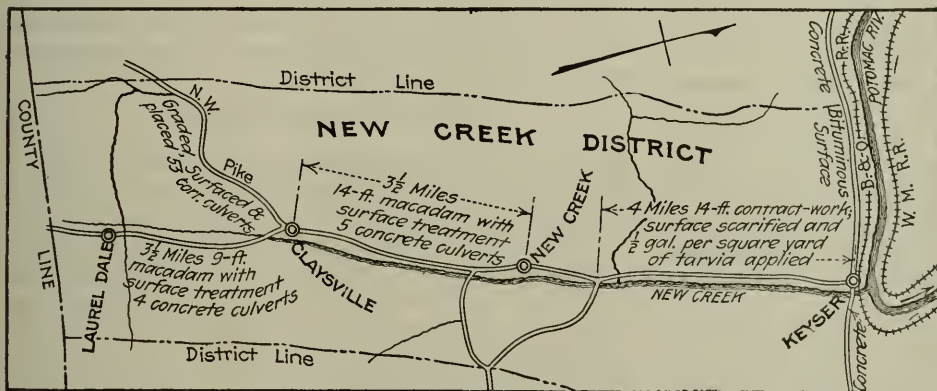 COUNTY
LINE
District Line
N.W.
Pike
Graded, Surfaced &
placed 53
corr. culverts
NEW CREEK DISTRICT
3½ Miles
14-ft. macadam with
surface treatment
5 concrete culverts
NEW CREEK
4 Miles 14-ft. contract-work;
surface scarified and
½ gal. per square yard
of tarvia applied
Concrete
Bituminous
Surface
B. & O. R.R.
POTOMAC RIV.
W. M. R.R.
LAUREL DALE
3½ Miles 9-ft.
macadam with
surface treatment
4 concrete culverts
CLAYSVILLE
NEW CREEK
KEYSER
Concrete
District Line